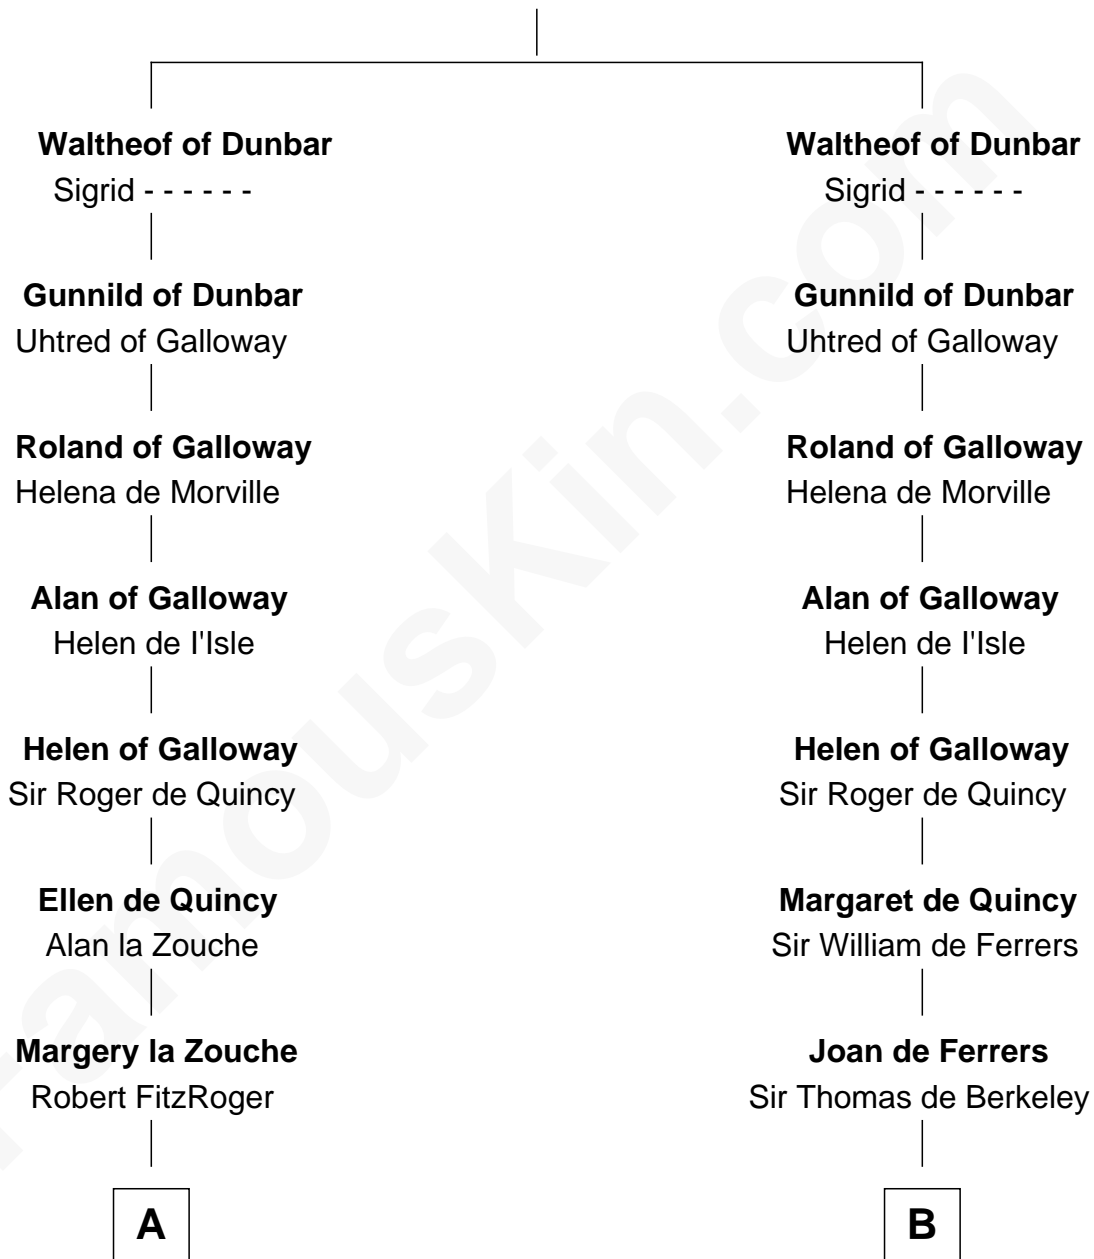 Waltheof of Dunbar
Sigrid - - - - - -
Gunnild of Dunbar
Uhtred of Galloway
Roland of Galloway
Helena de Morville
Alan of Galloway
Helen de I'Isle
Helen of Galloway
Sir Roger de Quincy
Ellen de Quincy
Alan la Zouche
Margery la Zouche
Robert FitzRoger
A
Waltheof of Dunbar
Sigrid - - - - - -
Gunnild of Dunbar
Uhtred of Galloway
Roland of Galloway
Helena de Morville
Alan of Galloway
Helen de I'Isle
Helen of Galloway
Sir Roger de Quincy
Margaret de Quincy
Sir William de Ferrers
Joan de Ferrers
Sir Thomas de Berkeley
B
FamousKin.com